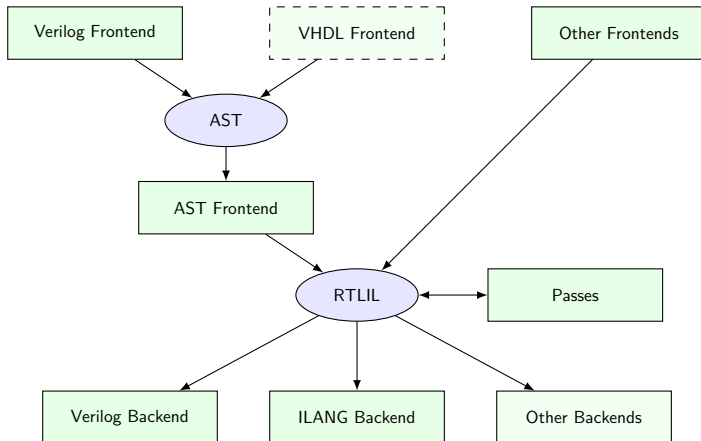 Verilog Frontend
VHDL Frontend
Other Frontends
AST
AST Frontend
RTLIL
Passes
Verilog Backend
ILANG Backend
Other Backends